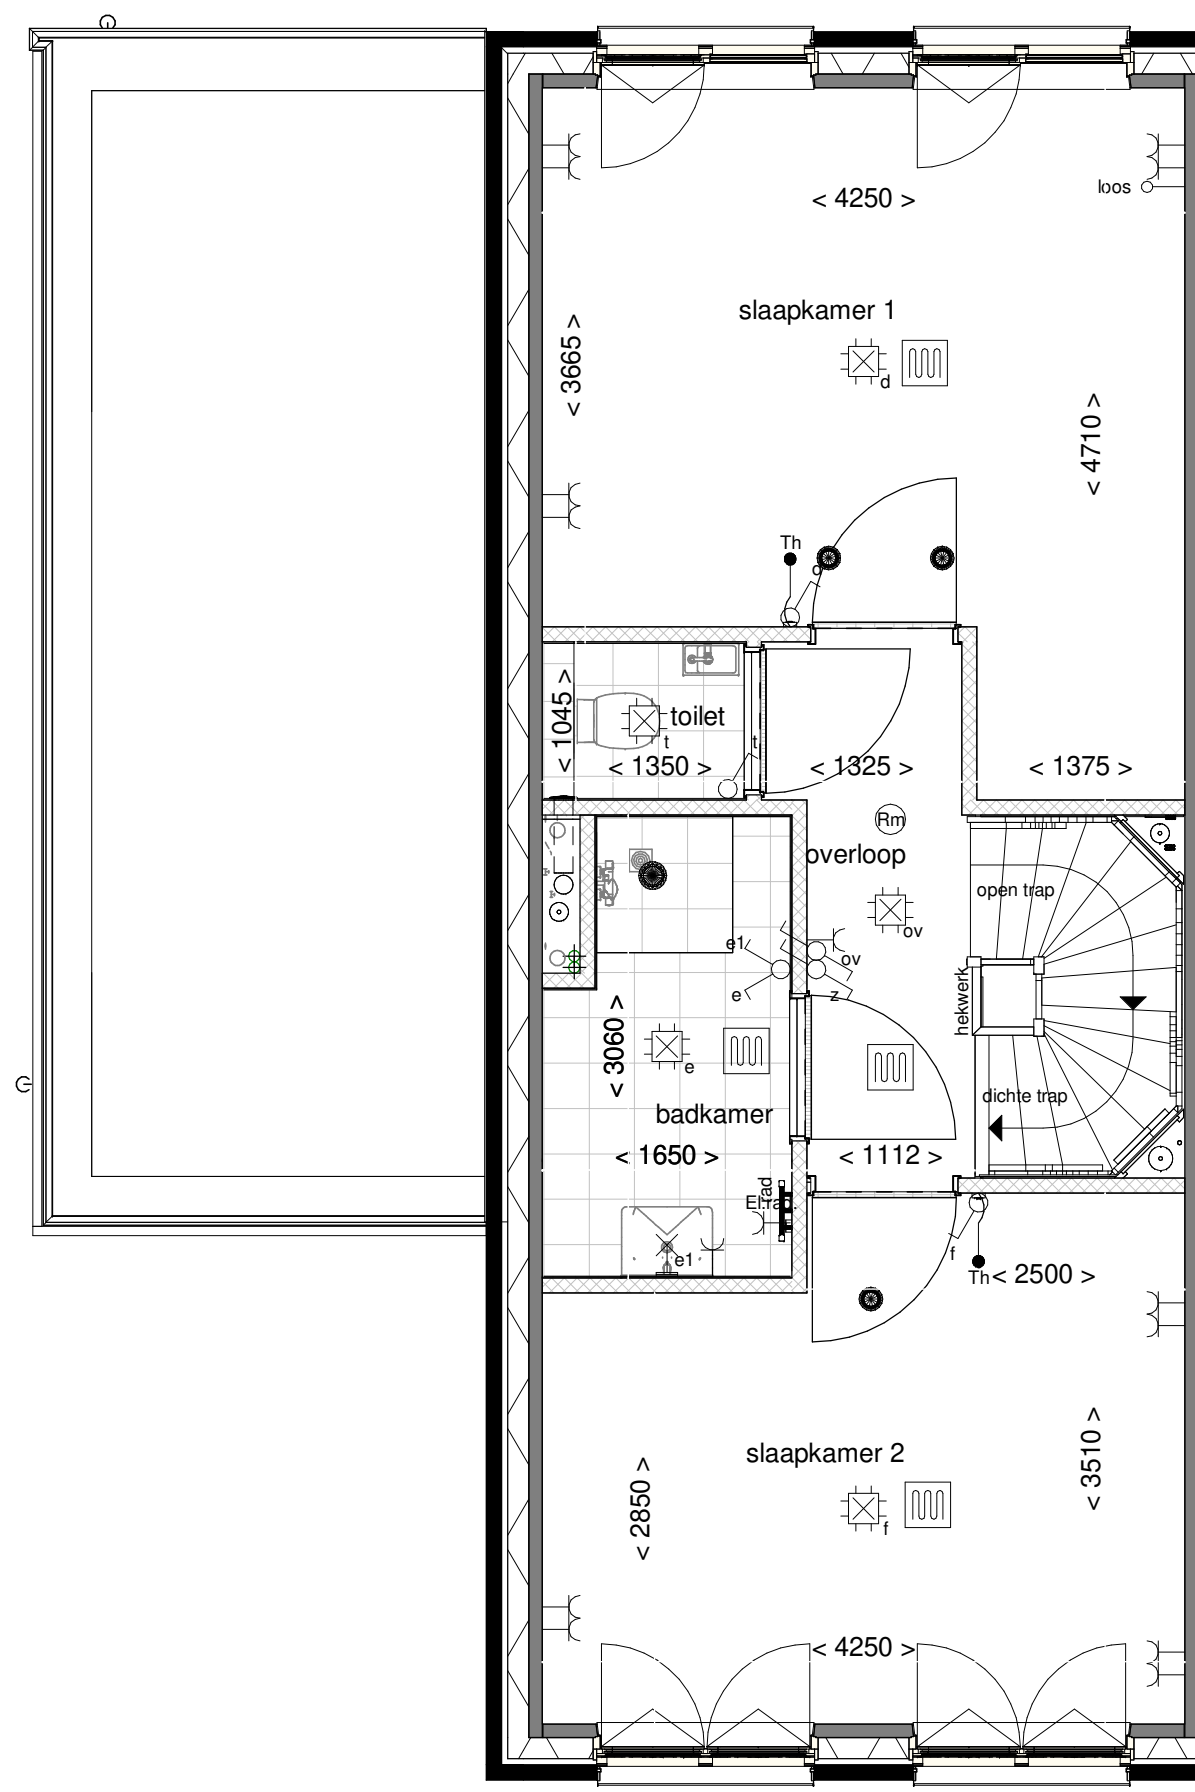 loos
< 4250 >
slaapkamer 1
< 3665 >
d
< 4710 >
Th
d
< 1045 >
toilet
t
t
< 1350 >
< 1325 >
< 1375 >
Rm
overloop
open trap
ov
e1
ov
e
z
hekwerk
< 3060 >
e
dichte trap
badkamer
< 1650 >
< 1112 >
rad
El.rad.
e1
f
Th
< 2500 >
slaapkamer 2
< 3510 >
< 2850 >
f
< 4250 >